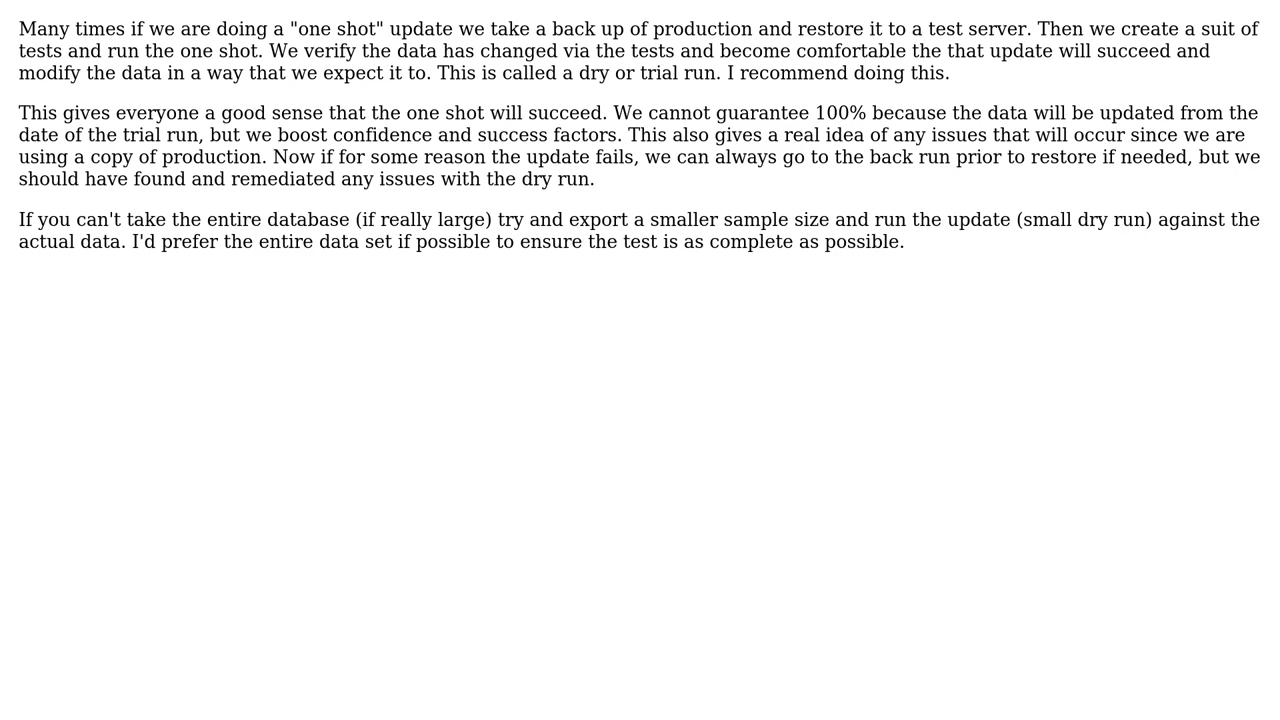 Many times if we are doing a "one shot" update we take a back up of production and restore it to a test server. Then we create a suit of
tests and run the one shot. We verify the data has changed via the tests and become comfortable the that update will succeed and
modify the data in a way that we expect it to. This is called a dry or trial run. I recommend doing this.
This gives everyone a good sense that the one shot will succeed. We cannot guarantee 100% because the data will be updated from the
date of the trial run, but we boost confidence and success factors. This also gives a real idea of any issues that will occur since we are
using a copy of production. Now if for some reason the update fails, we can always go to the back run prior to restore if needed, but we
should have found and remediated any issues with the dry run.
If you can't take the entire database (if really large) try and export a smaller sample size and run the update (small dry run) against the
actual data. I'd prefer the entire data set if possible to ensure the test is as complete as possible.